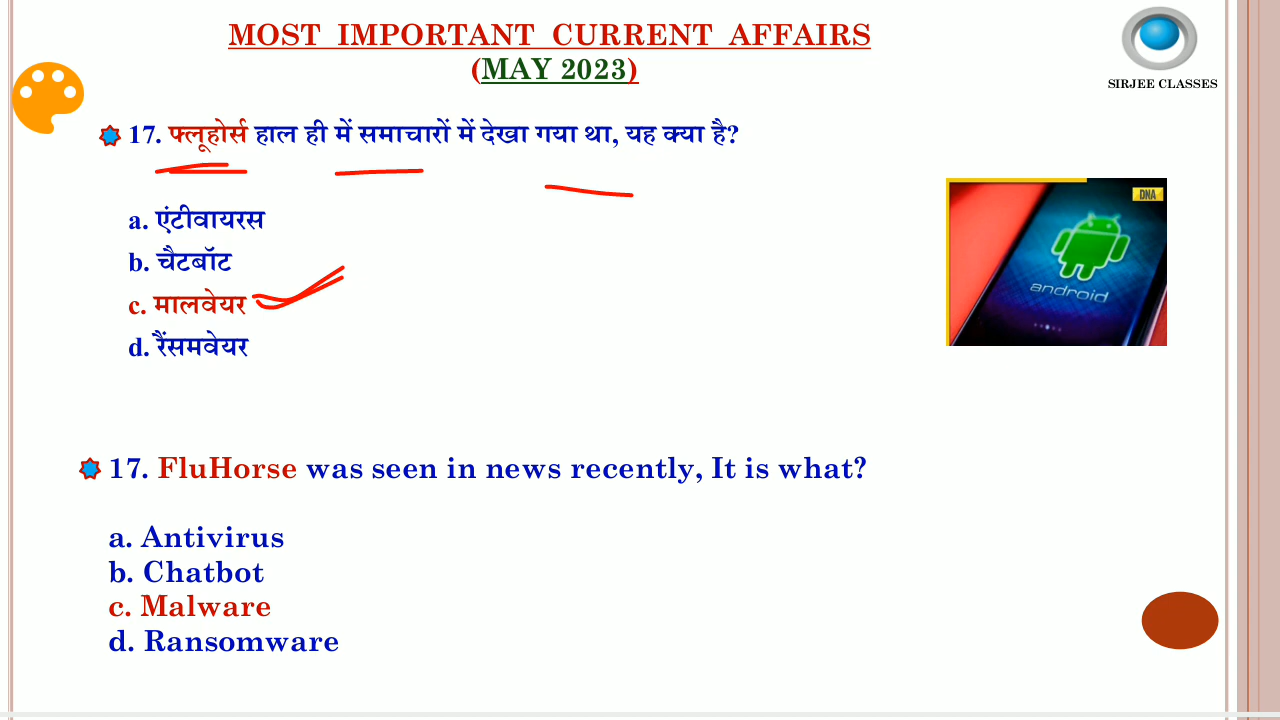 MOST IMPORTANT CURRENT AFFAIRS
(MAY 2023)
SIRJEE CLASSES
17. फ्लूहोर्स हाल ही में समाचारों में देखा गया था, यह क्या है?
a. एंटीवायरस
b. चैटबॉट
c. मालवेयर
d. रैंसमवेयर
DNA
android
17. FluHorse was seen in news recently, It is what?
a. Antivirus
b. Chatbot
c. Malware
d. Ransomware